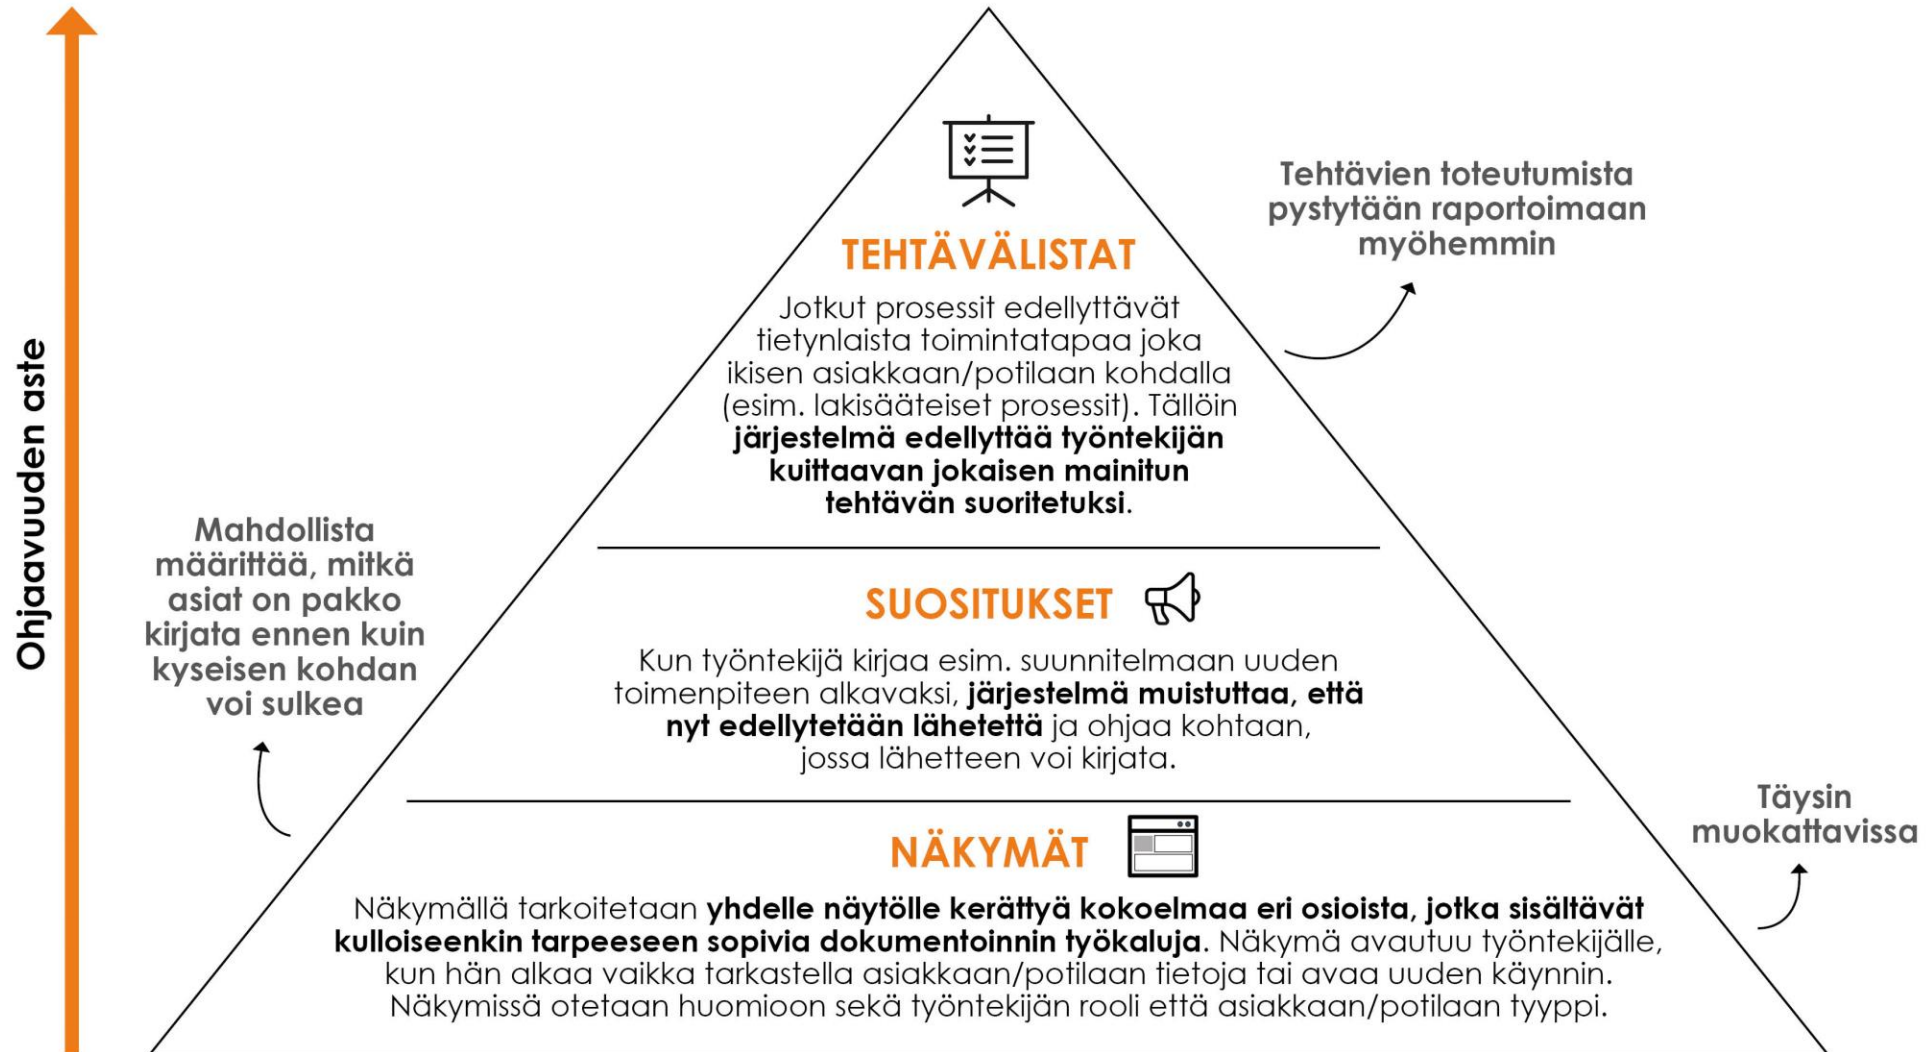 Ohjaavuuden aste
TEHTÄVÄLISTAT
Jotkut prosessit edellyttävät
tietynlaista toimintatapaa joka
ikisen asiakkaan/potilaan kohdalla
(esim. lakisääteiset prosessit). Tällöin
järjestelmä edellyttää työntekijän
kuittaavan jokaisen mainitun
tehtävän suoritetuksi.
Tehtävien toteutumista
pystytään raportoimaan
myöhemmin
Mahdollista
määrittää, mitkä
asiat on pakko
kirjata ennen kuin
kyseisen kohdan
voi sulkea
SUOSITUKSET
Kun työntekijä kirjaa esim. suunnitelmaan uuden
toimenpiteen alkavaksi, järjestelmä muistuttaa, että
nyt edellytetään lähetettä ja ohjaa kohtaan,
jossa lähetteen voi kirjata.
Täysin
muokattavissa
NÄKYMÄT
Näkymällä tarkoitetaan yhdelle näytölle kerättyä kokoelmaa eri osioista, jotka sisältävät
kulloiseenkin tarpeeseen sopivia dokumentoinnin työkaluja. Näkymä avautuu työntekijälle,
kun hän alkaa vaikka tarkastella asiakkaan/potilaan tietoja tai avaa uuden käynnin.
Näkymissä otetaan huomioon sekä työntekijän rooli että asiakkaan/potilaan tyyppi.